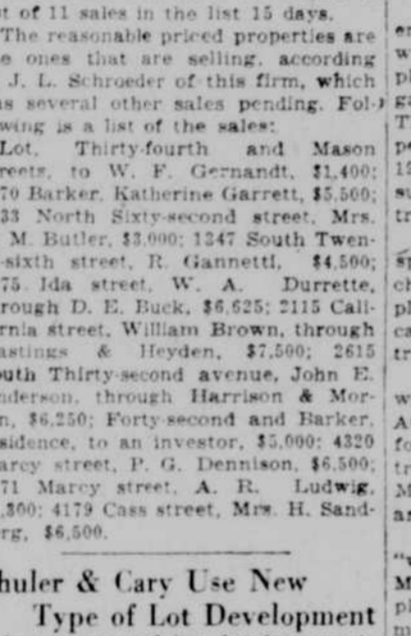 t of 11 sales in the list 15 days.
The reasonable priced properties are
e ones that are selling, according
J. L. Schroeder of this firm, which
s several other sales pending. Fol-
wing is a list of the sales:
Lot, Thirty-fourth and Mason
reets, to W. F. Gernandt, $1,400;
70 Barker, Katherine Garrett, $5,500;
33 North Sixty-second street, Mrs.
M. Butler, $3,000; 1347 South Twen-
-sixth street, R. Gannetti, $4,500;
75 Ida street, W. A. Durrette,
rough D. E. Buck, $6,625; 2115 Cali-
rnia street, William Brown, through
astings & Heyden, $7,500; 2615
outh Thirty-second avenue, John E.
nderson, through Harrison & Mor-
n, $6,250; Forty-second and Barker,
sidence, to an investor, $5,000; 4320
arcy street, P. G. Dennison, $6,500;
71 Marcy street, A. R. Ludwig,
,300; 4179 Cass street, Mrs. H. Sand-
rg, $6,500.
huler & Cary Use New
Type of Lot Development